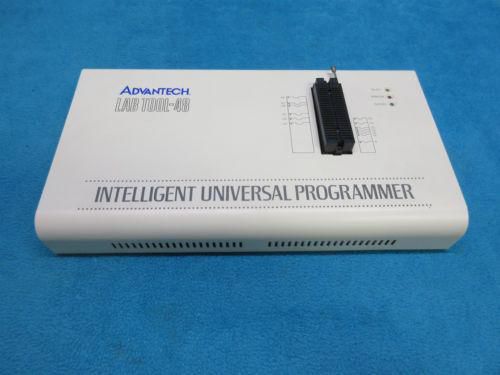 ADVANTECH
LAB TOOL-48
INTELLIGENT UNIVERSAL PROGRAMMER